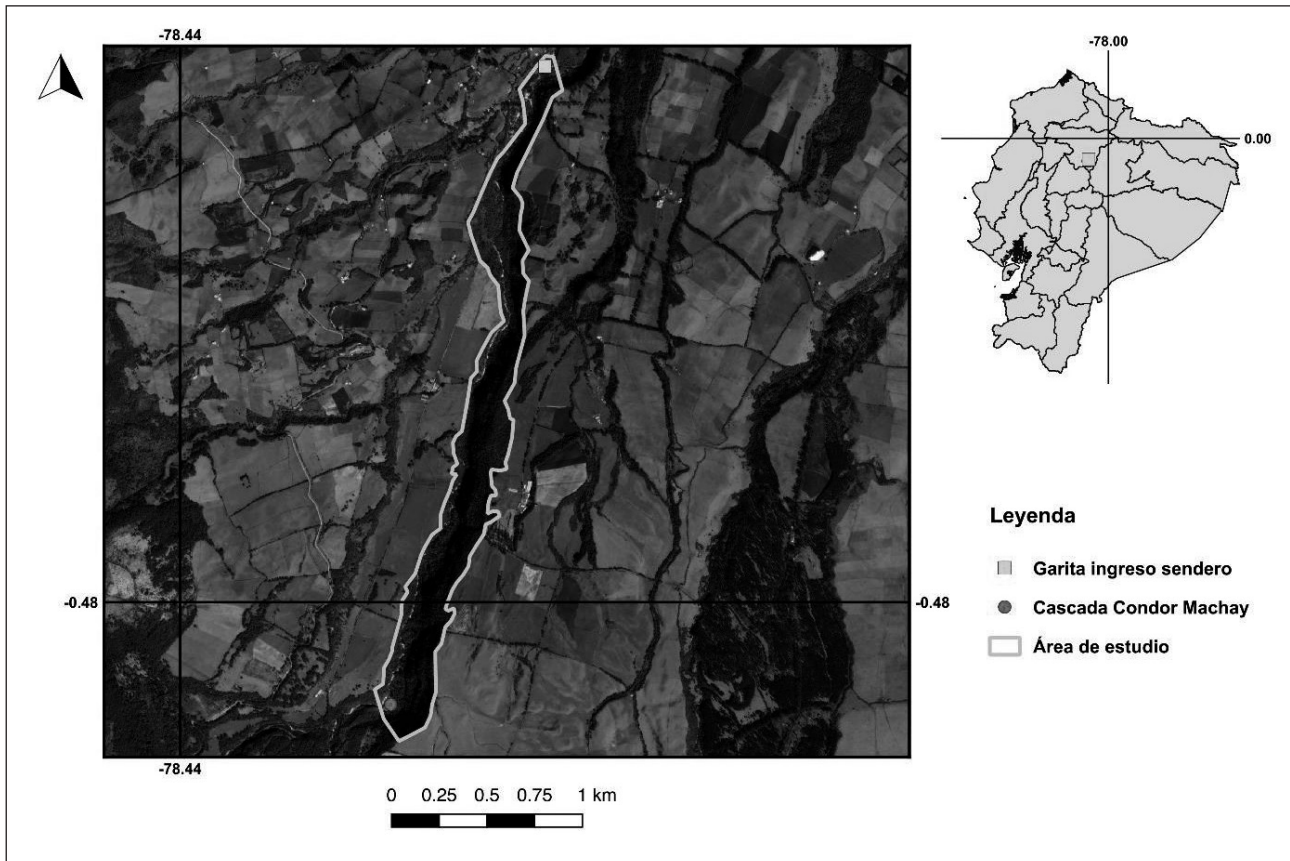 -78.44
-78.00
0.00
-0.48
-0.48
Leyenda
Garita ingreso sendero
Cascada Condor Machay
Área de estudio
-78.44
0 0.25 0.5 0.75 1 km